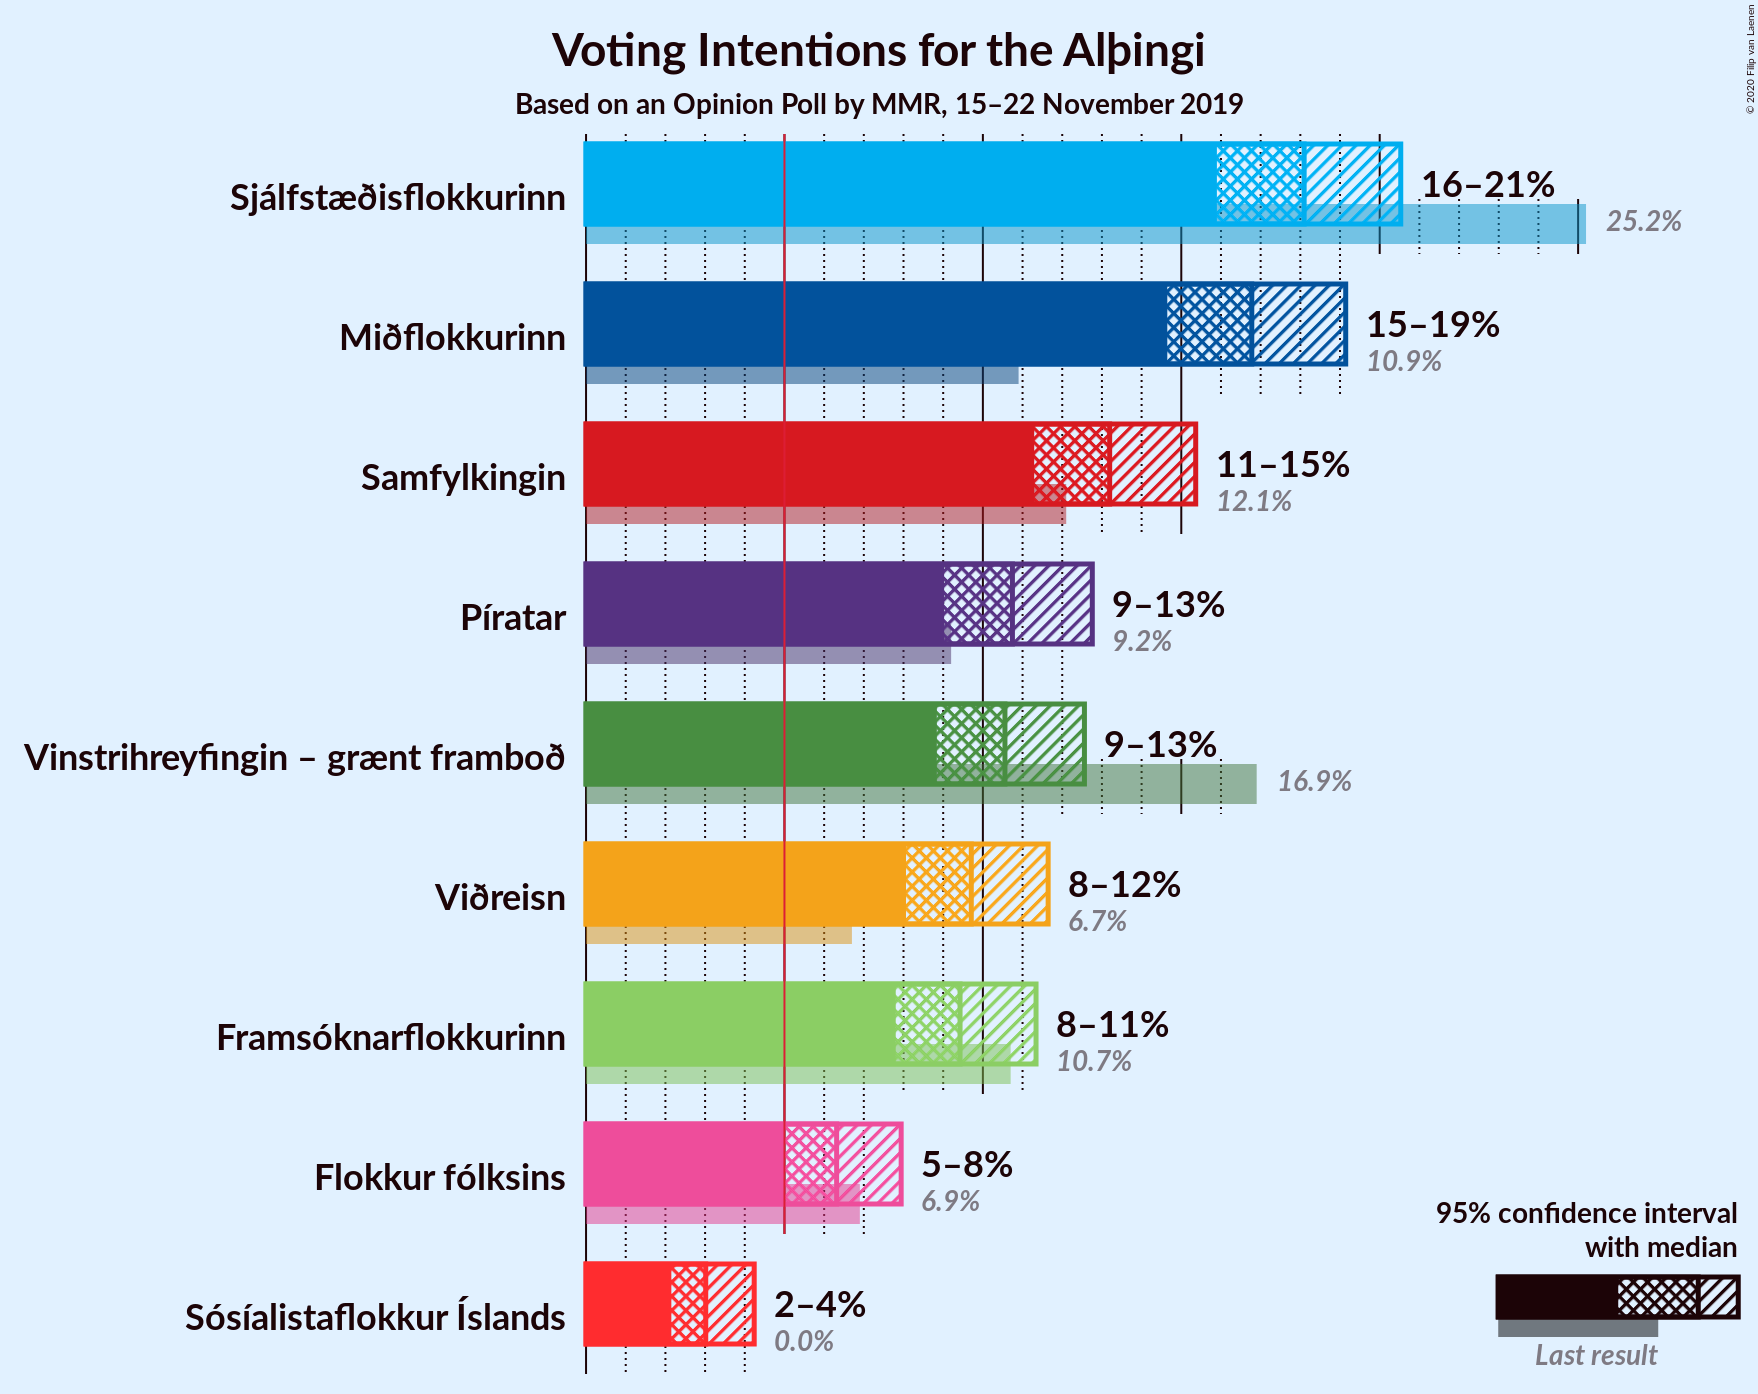 Voting Intentions for the Alþingi
Based on an Opinion Poll by MMR, 15–22 November 2019
© 2020 Filip van Laenen
Sjálfstæðisflokkurinn
16–21%
25.2%
Miðflokkurinn
15–19%
10.9%
Samfylkingin
11–15%
12.1%
Píratar
9–13%
9.2%
Vinstrihreyfingin – grænt framboð
9–13%
16.9%
Viðreisn
8–12%
6.7%
Framsóknarflokkurinn
8–11%
10.7%
Flokkur fólksins
5–8%
6.9%
Sósíalistaflokkur Íslands
2–4%
0.0%
95% confidence interval
with median
Last result